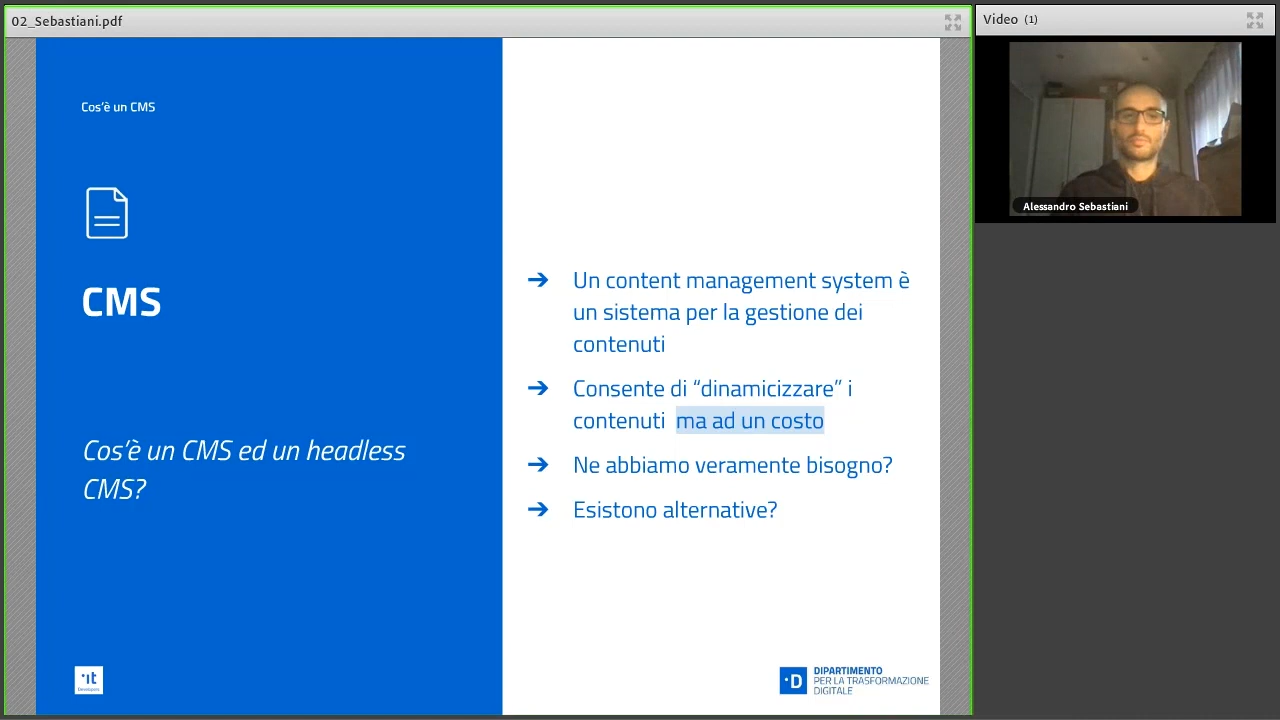 02_Sebastiani.pdf
Video (1)
Cos'è un CMS
CMS
Cos'è un CMS ed un headless
CMS?
➔ Un content management system è
un sistema per la gestione dei
contenuti
➔ Consente di “dinamicizzare” i
contenuti ma ad un costo
➔ Ne abbiamo veramente bisogno?
➔ Esistono alternative?
Alessandro Sebastiani
·ıt
Developers
·D
DIPARTIMENTO
PER LA TRASFORMAZIONE
DIGITALE